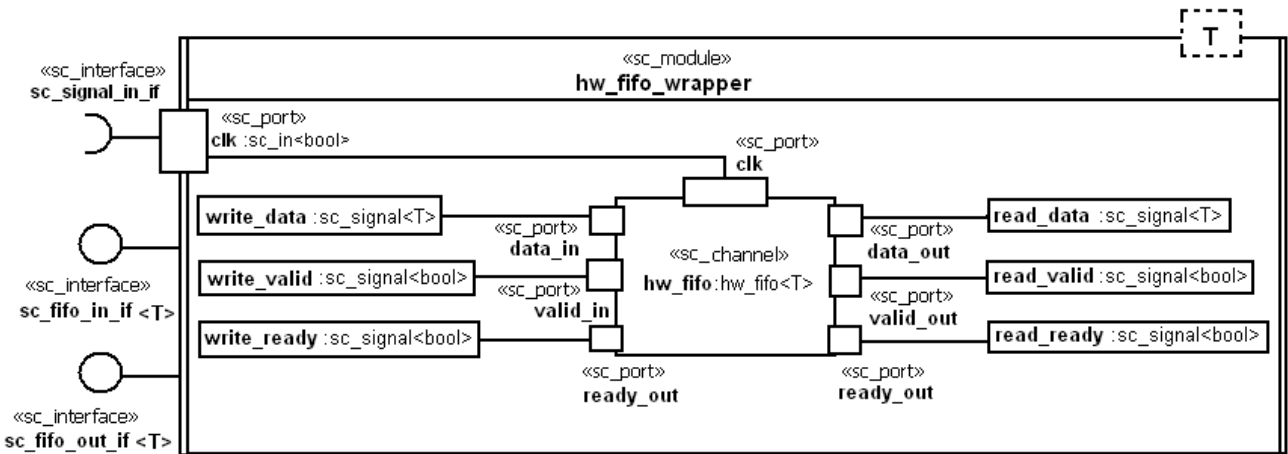 T
«sc_module»
hw_fifo_wrapper
«sc_interface»
sc_signal_in_if
«sc_port»
clk :sc_in<bool>
«sc_port»
clk
write_data :sc_signal<T>
«sc_port»
data_in
write_valid :sc_signal<bool>
«sc_port»
valid_in
write_ready :sc_signal<bool>
«sc_port»
ready_out
«sc_channel»
hw_fifo:hw_fifo<T>
read_data :sc_signal<T>
«sc_port»
data_out
read_valid :sc_signal<bool>
«sc_port»
valid_out
read_ready :sc_signal<bool>
«sc_port»
ready_out
«sc_interface»
sc_fifo_in_if <T>
«sc_interface»
sc_fifo_out_if <T>